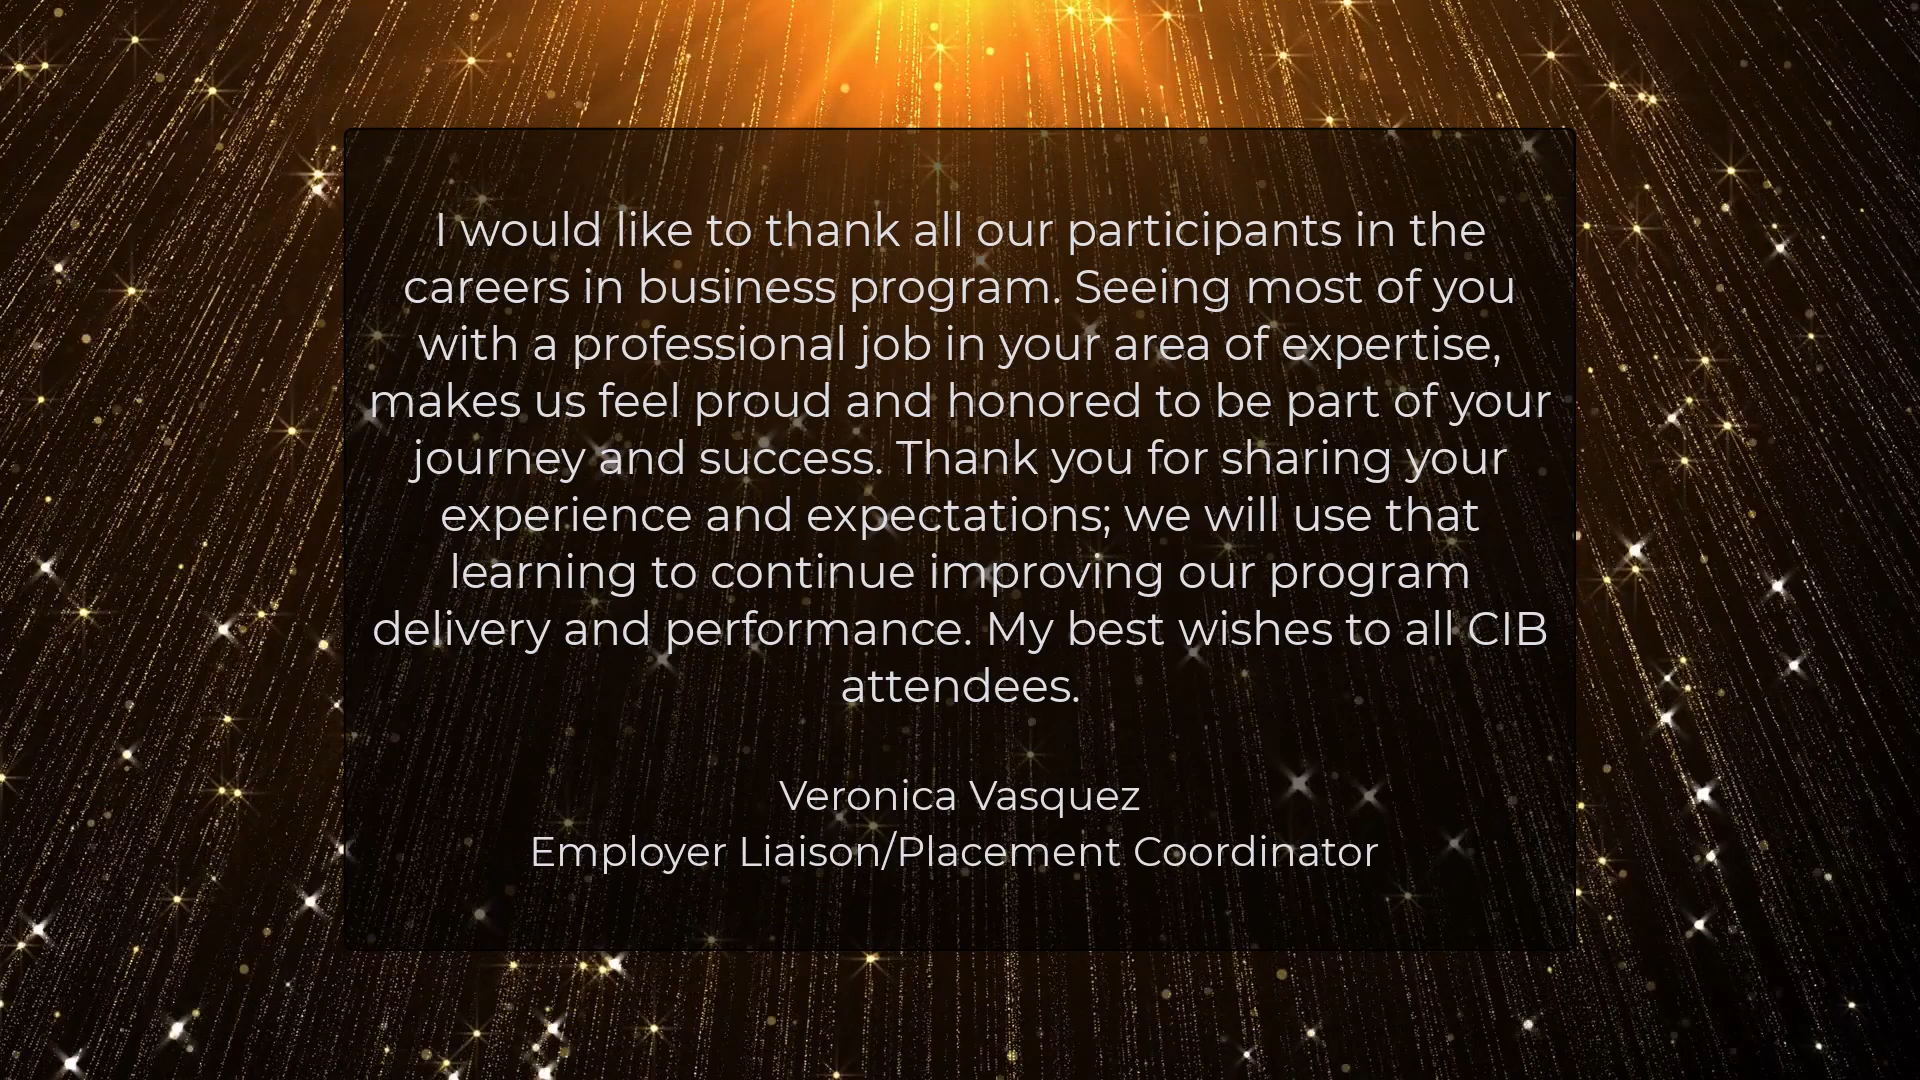 I would like to thank all our participants in the
careers in business program. Seeing most of you
with a professional job in your area of expertise,
makes us feel proud and honored to be part of your
journey and success. Thank you for sharing your
experience and expectations; we will use that
learning to continue improving our program
delivery and performance. My best wishes to all CIB
attendees.
Veronica Vasquez
Employer Liaison/Placement Coordinator